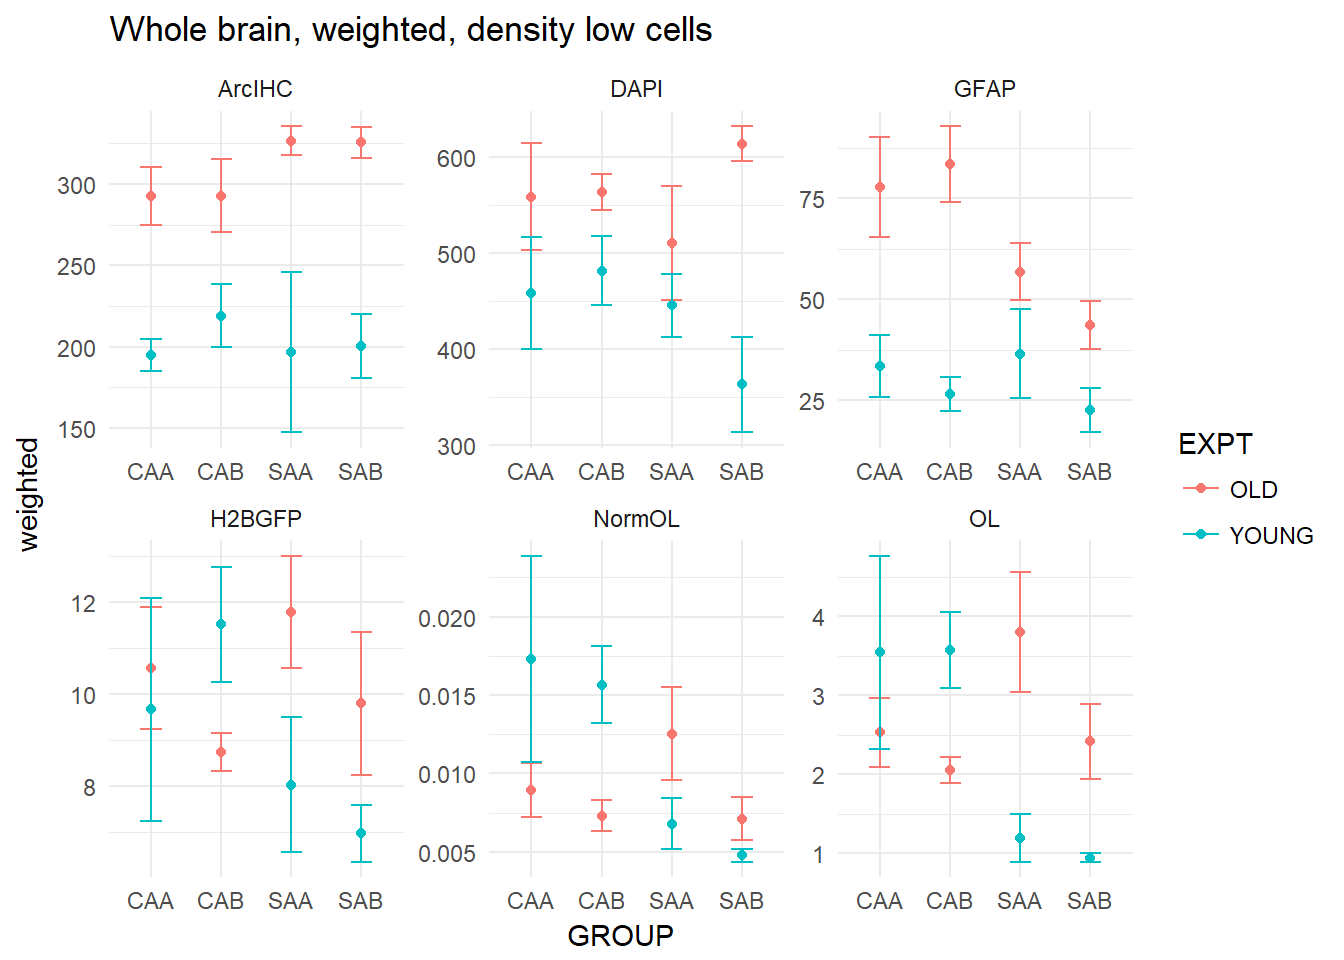 Whole brain, weighted, density low cells
ArcIHC DAPI GFAP
300
250
200
150
600
500
400
300
75
50
25
CAA CAB SAA SAB CAA CAB SAA SAB CAA CAB SAA SAB
H2BGFP NormOL OL
12
10
8
0.020
0.015
0.010
0.005
4
3
2
1
CAA CAB SAA SAB CAA CAB SAA SAB CAA CAB SAA SAB
GROUP
weighted
EXPT
OLD
YOUNG